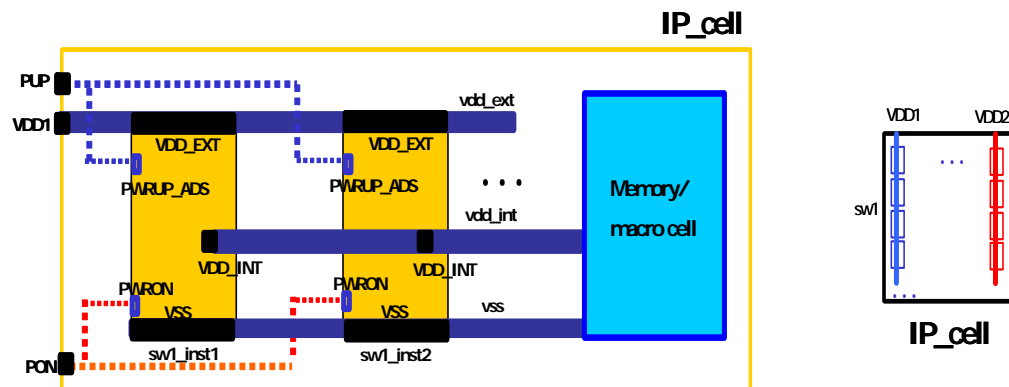 IP_cell
PUP
VDD1
vdd_ext
VDD_EXT
VDD_EXT
PWRUP_ADS
PWRUP_ADS
. . .
Memory/
macro cell
vdd_int
VDD_INT
VDD_INT
PWRON
PWRON
VSS
VSS
vss
sw1_inst1
sw1_inst2
PON
VDD1
VDD2
. . .
sw1
. . .
IP_cell